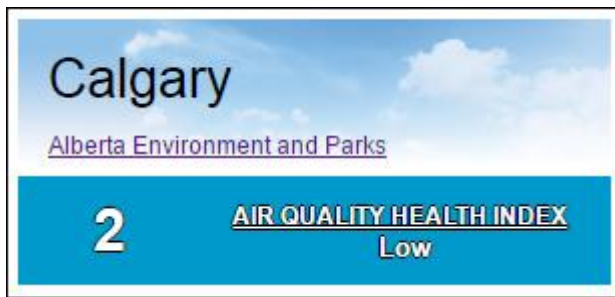 Calgary
Alberta Environment and Parks
2
AIR QUALITY HEALTH INDEX
Low